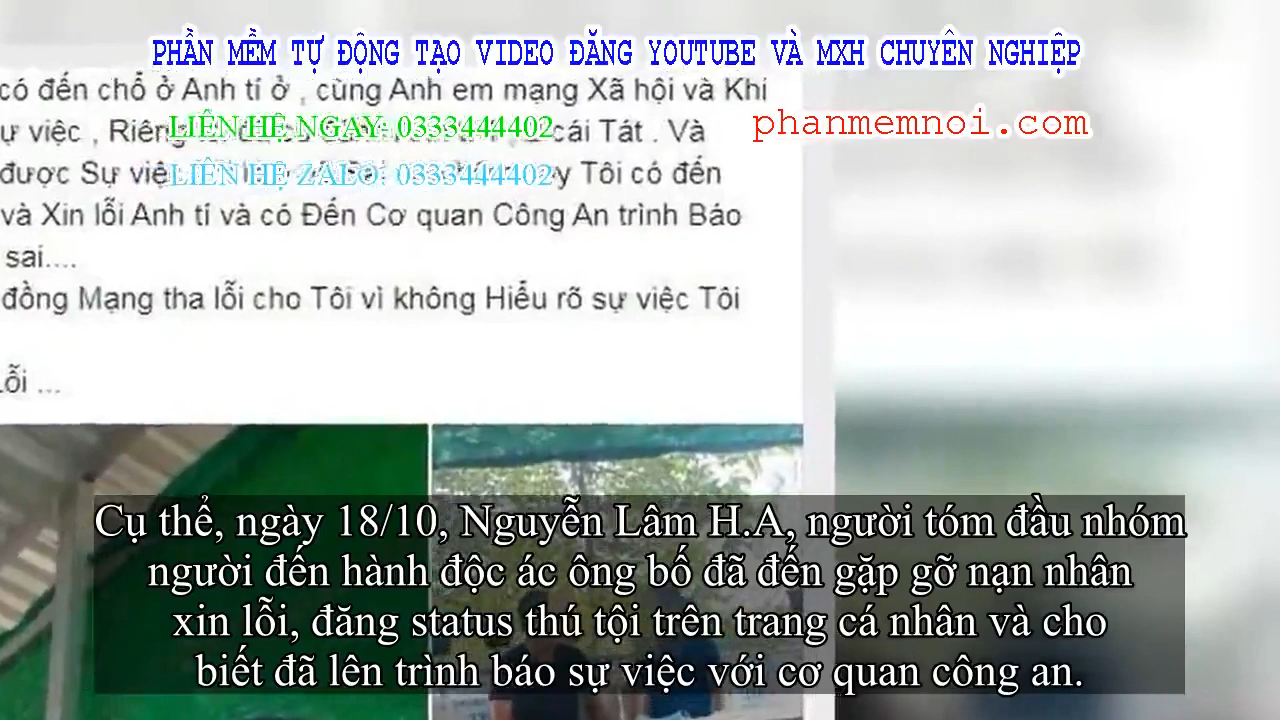 PHẦN MỀM TỰ ĐỘNG TẠO VIDEO ĐĂNG YOUTUBE VÀ MXH CHUYÊN NGHIỆP
có đến chổ ở Anh tí ở , cùng Anh em mạng Xã hội và Khi
LIÊN HỆ NGAY: 0333444402
phanmemnoi.com
ự việc , Riêng cái Tát . Và
LIÊN HỆ ZALO: 0333444402
được Sự Tôi có đến
và Xin lỗi Anh tí và có Đến Cơ quan Công An trình Báo
sai....
đồng Mạng tha lỗi cho Tôi vì không Hiểu rõ sự việc Tôi
Lỗi ...
Cụ thể, ngày 18/10, Nguyễn Lâm H.A, người tóm đầu nhóm
người đến hành độc ác ông bố đã đến gặp gỡ nạn nhân
xin lỗi, đăng status thú tội trên trang cá nhân và cho
biết đã lên trình báo sự việc với cơ quan công an.